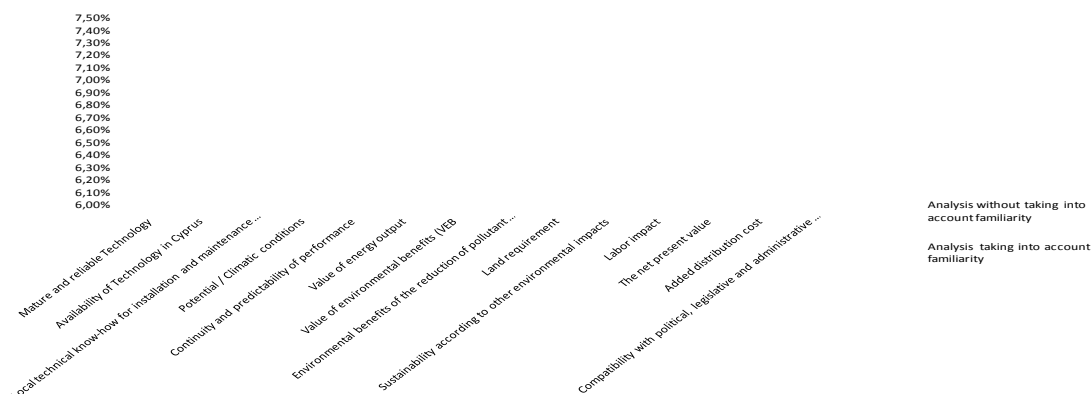 7,50%
7,40%
7,30%
7,20%
7,10%
7,00%
6,90%
6,80%
6,70%
6,60%
6,50%
6,40%
6,30%
6,20%
6,10%
6,00%
Mature and reliable Technology
Availability of Technology in Cyprus
Local technical know-how for installation and maintenance...
Potential / Climatic conditions
Continuity and predictability of performance
Value of energy output
Value of environmental benefits (VEB
Environmental benefits of the reduction of pollutant...
Land requirement
Sustainability according to other environmental impacts
Labor impact
The net present value
Added distribution cost
Compatibility with political, legislative and administrative...
Analysis without taking into
account familiarity
Analysis taking into account
familiarity